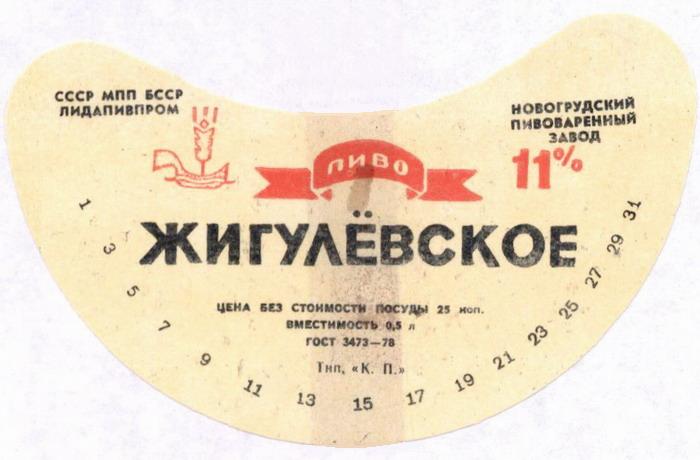 СССР МПП БССР
ЛИДАПИВПРОМ
НОВОГРУДСКИЙ
ПИВОВАРЕННЫЙ
ЗАВОД
11%
ПИВО
ЖИГУЛЁВСКОЕ
ЦЕНА БЕЗ СТОИМОСТИ ПОСУДЫ 25 коп.
ВМЕСТИМОСТЬ 0,5 л
ГОСТ 3473—78
Тип. «К. П.»
1 3 5 7 9 11 13 15 17 19 21 23 25 27 29 31